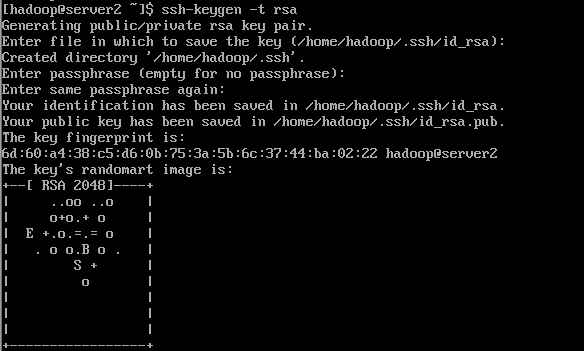 [hadoop@server2 ~]$ ssh-keygen -t rsa
Generating public/private rsa key pair.
Enter file in which to save the key (/home/hadoop/.ssh/id_rsa):
Created directory '/home/hadoop/.ssh'.
Enter passphrase (empty for no passphrase):
Enter same passphrase again:
Your identification has been saved in /home/hadoop/.ssh/id_rsa.
Your public key has been saved in /home/hadoop/.ssh/id_rsa.pub.
The key fingerprint is:
6d:60:a4:38:c5:d6:0b:75:3a:5b:6c:37:44:ba:02:22 hadoop@server2
The key's randomart image is:
+--[ RSA 2048]----+
|     ..oo ..o    |
|     o+o.+ o     |
|  E +.o.=.= o    |
|   . o o.B o .   |
|        S +      |
|         o       |
|                 |
|                 |
|                 |
+-----------------+